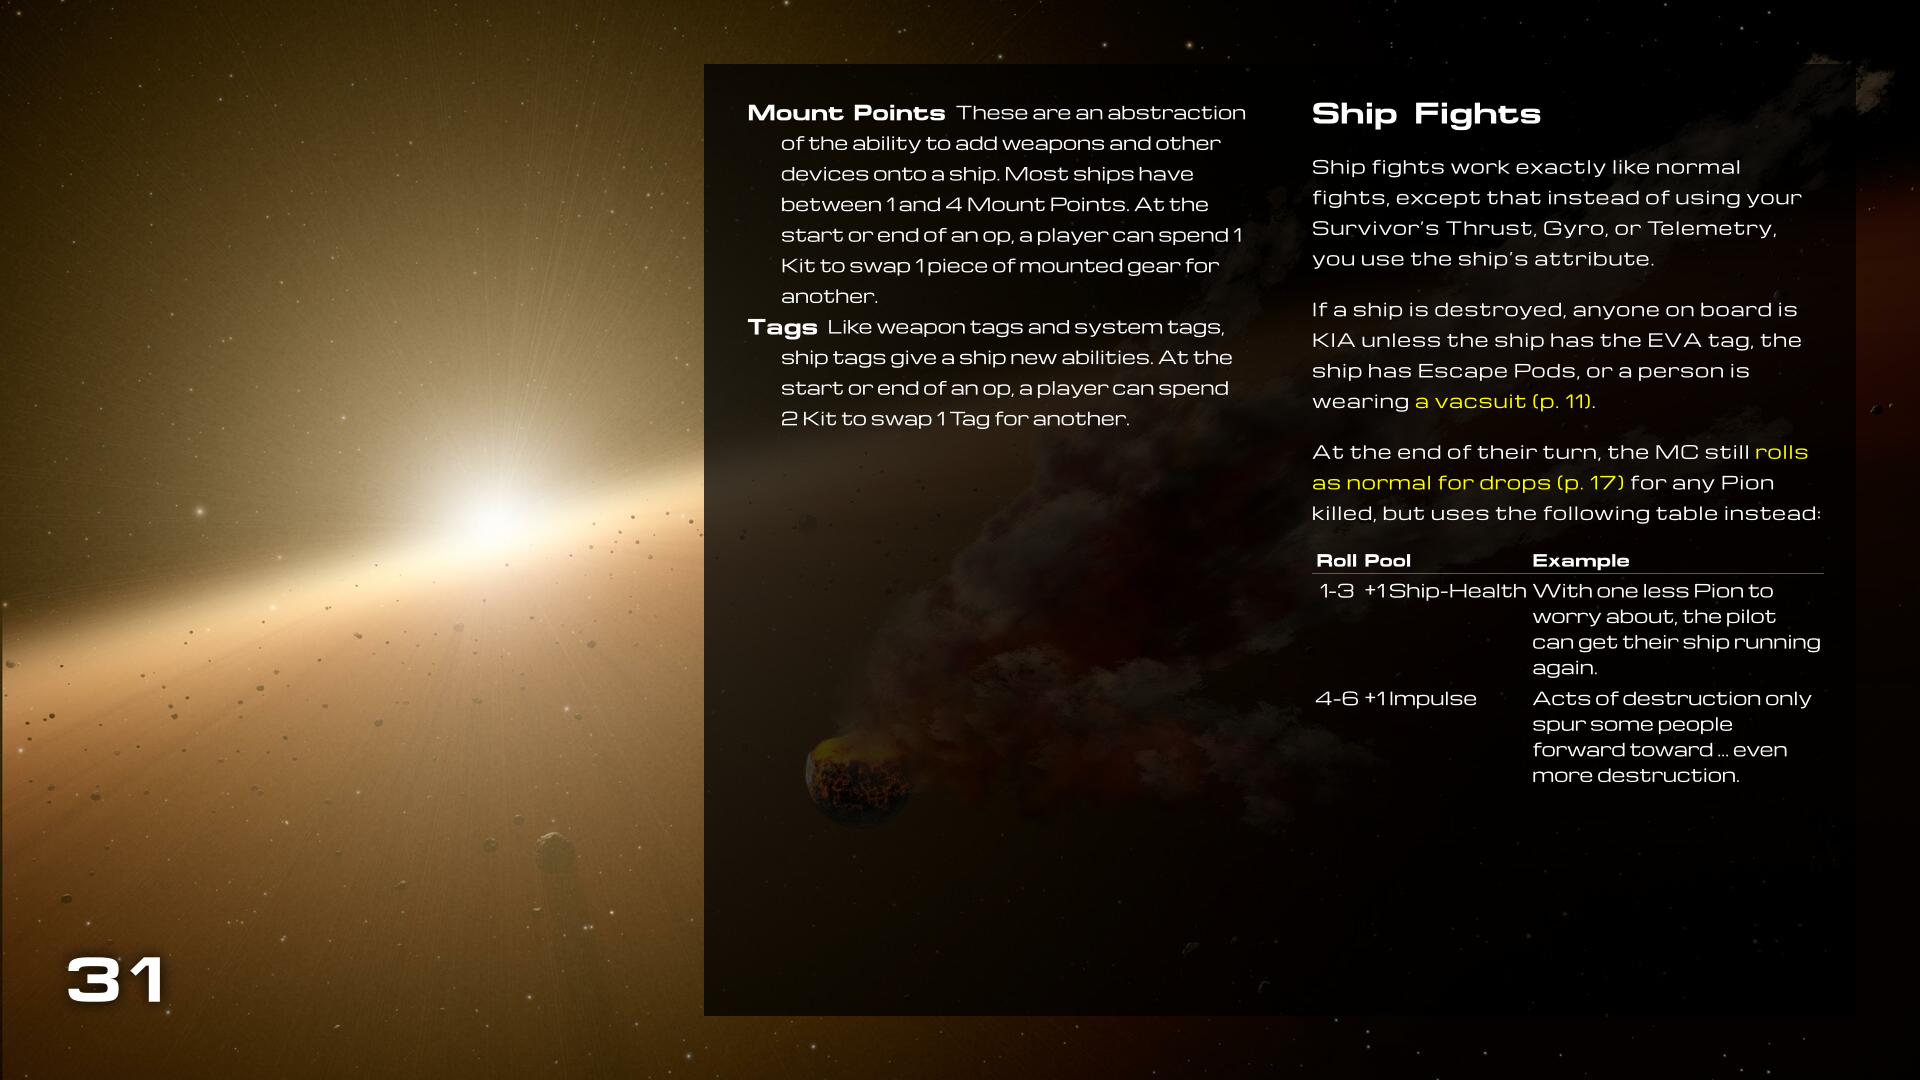 Mount Points These are an abstraction
of the ability to add weapons and other
devices onto a ship. Most ships have
between 1 and 4 Mount Points. At the
start or end of an op, a player can spend 1
Kit to swap 1 piece of mounted gear for
another.
Tags Like weapon tags and system tags,
ship tags give a ship new abilities. At the
start or end of an op, a player can spend
2 Kit to swap 1 Tag for another.
Ship Fights
Ship fights work exactly like normal
fights, except that instead of using your
Survivor's Thrust, Gyro, or Telemetry,
you use the ship's attribute.
If a ship is destroyed, anyone on board is
KIA unless the ship has the EVA tag, the
ship has Escape Pods, or a person is
wearing a vacsuit (p. 11).
At the end of their turn, the MC still rolls
as normal for drops (p. 17) for any Pion
killed, but uses the following table instead:
Roll Pool Example
1-3 +1 Ship-Health With one less Pion to
worry about, the pilot
can get their ship running
again.
4-6 +1 Impulse Acts of destruction only
spur some people
forward toward ... even
more destruction.
31